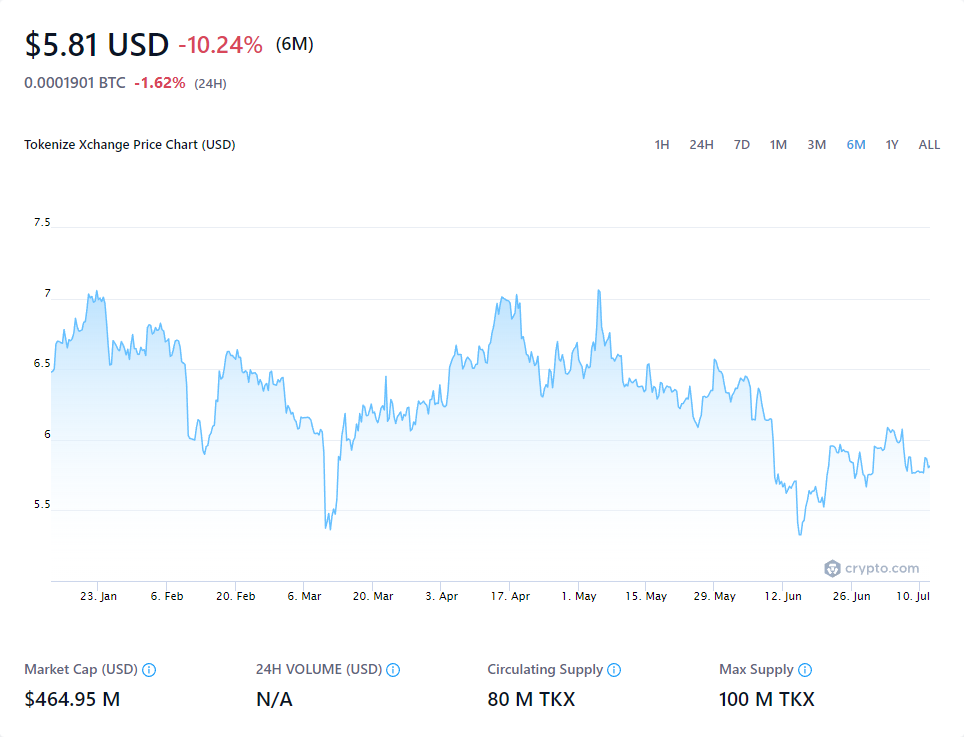 $5.81 USD -10.24% (6M)
0.0001901 BTC -1.62% (24H)
Tokenize Xchange Price Chart (USD) 1H 24H 7D 1M 3M 6M 1Y ALL
7.5
7
6.5
6
5.5
crypto.com
23. Jan 6. Feb 20. Feb 6. Mar 20. Mar 3. Apr 17. Apr 1. May 15. May 29. May 12. Jun 26. Jun 10. Jul
Market Cap (USD) 24H VOLUME (USD) Circulating Supply Max Supply
$464.95 M N/A 80 M TKX 100 M TKX